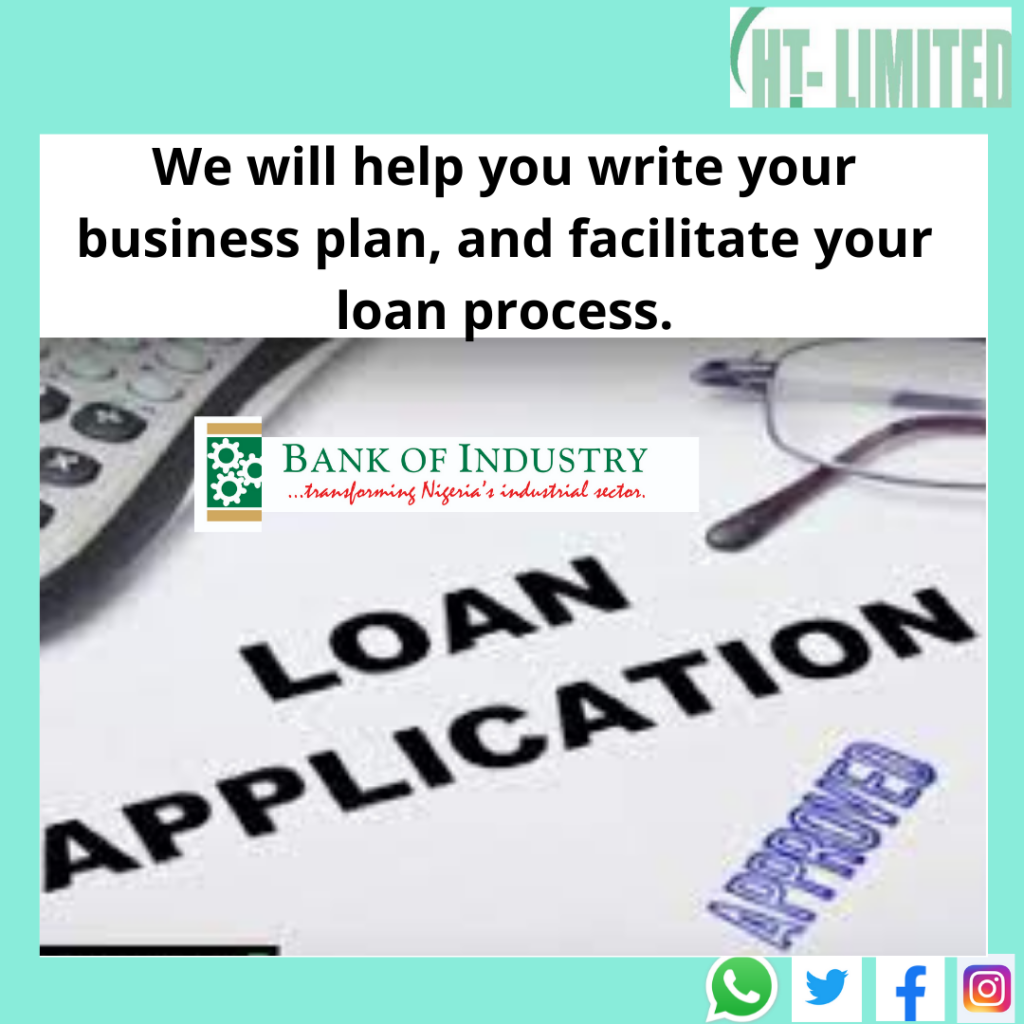 HT- LIMITED
We will help you write your
business plan, and facilitate your
loan process.
BANK OF INDUSTRY
...transforming Nigeria's industrial sector.
LOAN
APPLICATION
APPROVED